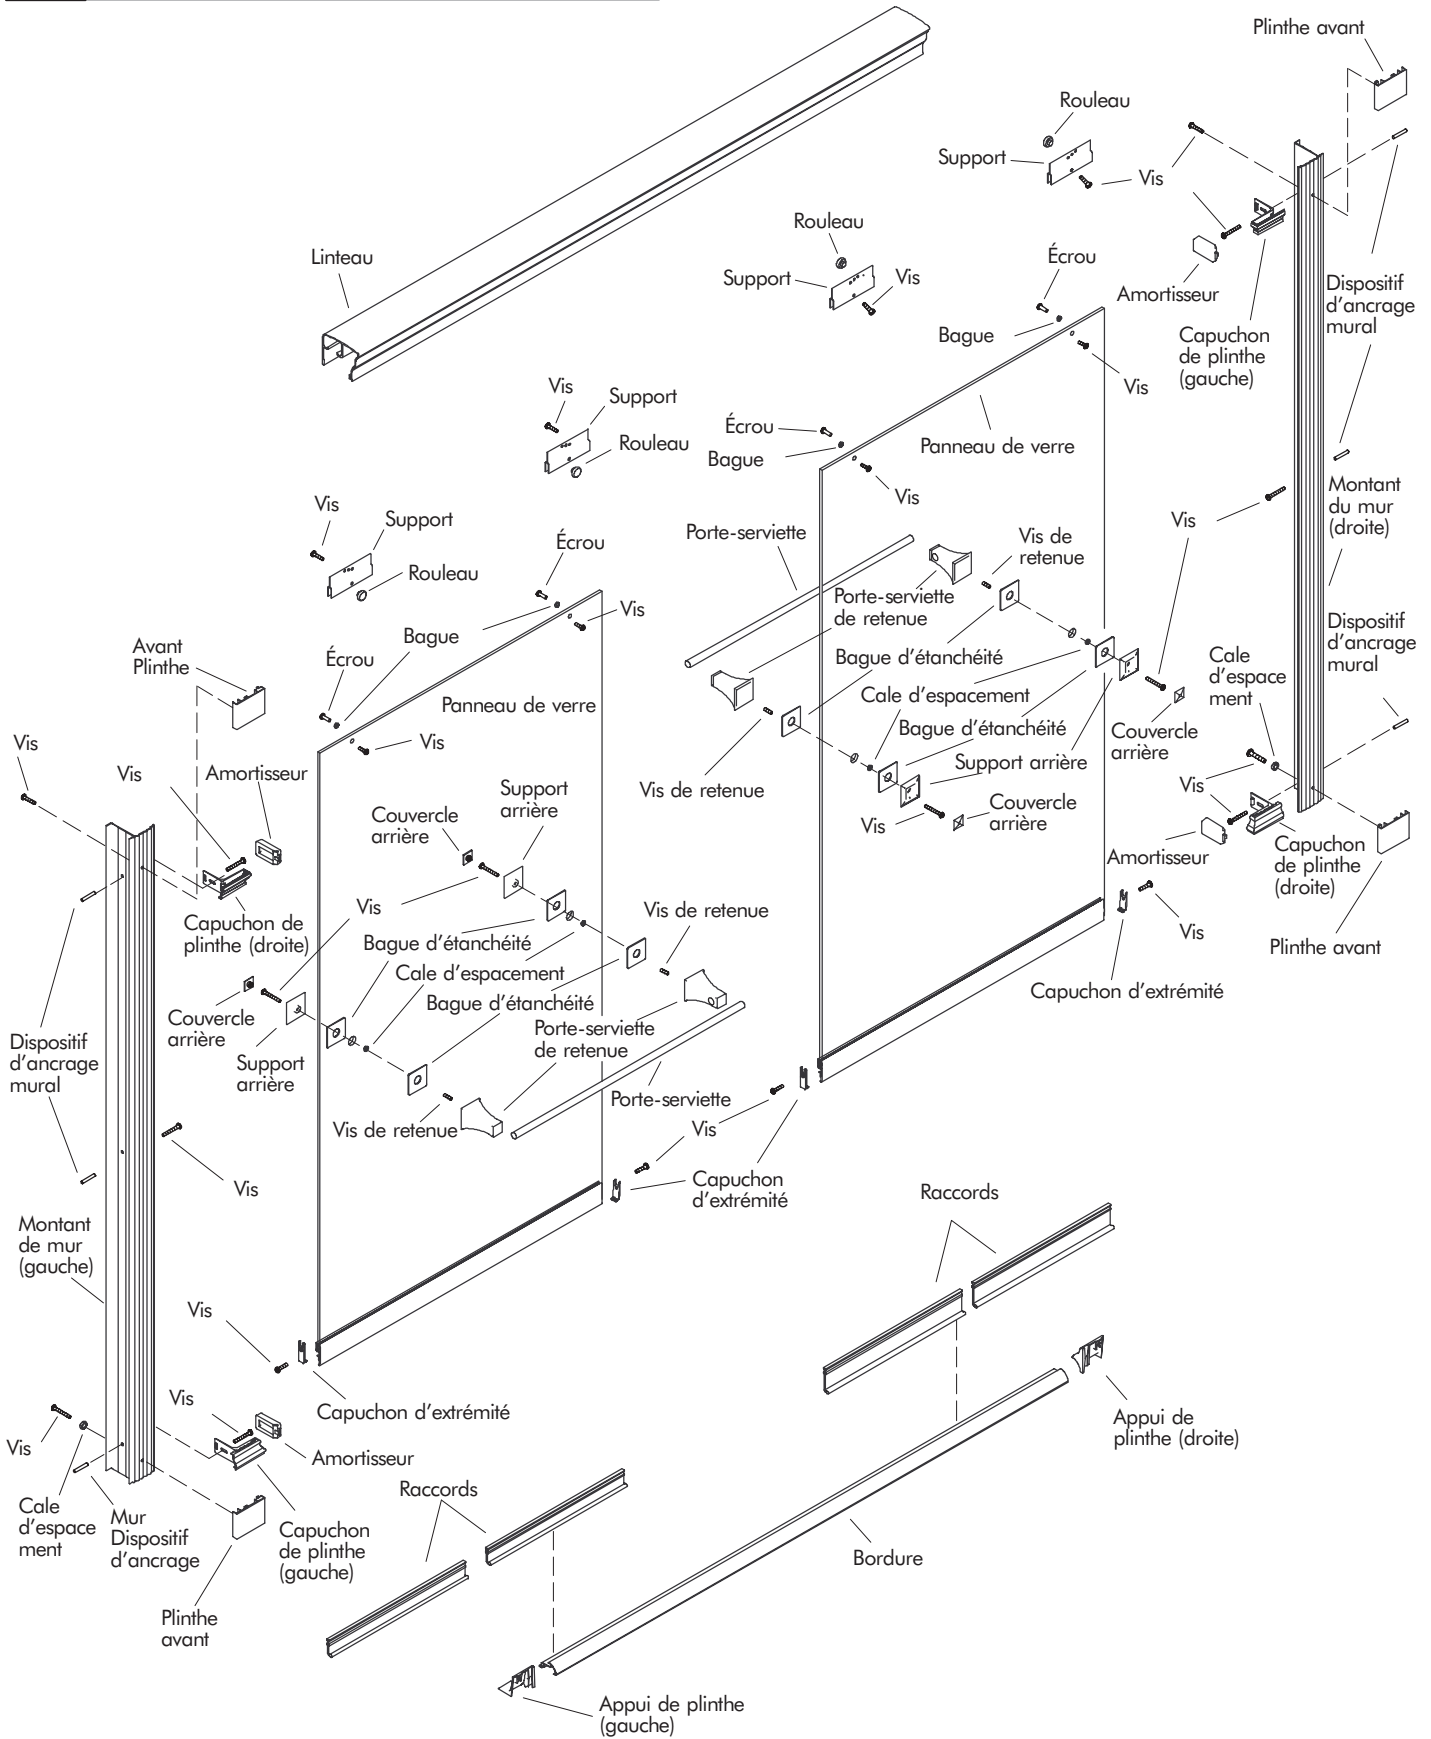 Plinthe avant
Rouleau
Support
Vis
Rouleau
Linteau
Support
Vis
Écrou
Amortisseur
Dispositif
d'ancrage
mural
Bague
Capuchon
de plinthe
(gauche)
Vis
Vis
Support
Écrou
Rouleau
Bague
Panneau de verre
Vis
Vis
Support
Porte-serviette
Vis de
retenue
Vis
Montant
du mur
(droite)
Écrou
Rouleau
Porte-serviette
de retenue
Vis
Dispositif
d'ancrage
mural
Avant
Plinthe
Bague
Écrou
Bague d'étanchéité
Cale
d'espace
ment
Panneau de verre
Cale d'espacement
Bague d'étanchéité
Couvercle
arrière
Vis
Vis
Vis
Amortisseur
Support arrière
Vis de retenue
Vis
Support
arrière
Couvercle
arrière
Vis
Couvercle
arrière
Amortisseur
Capuchon
de plinthe
(droite)
Capuchon de
plinthe (droite)
Vis
Vis de retenue
Vis
Plinthe avant
Bague d'étanchéité
Cale d'espacement
Bague d'étanchéité
Capuchon d'extrémité
Couvercle
arrière
Porte-serviette
de retenue
Dispositif
d'ancrage
mural
Support
arrière
Porte-serviette
Vis de retenue
Vis
Vis
Capuchon
d'extrémité
Raccords
Montant
de mur
(gauche)
Vis
Vis
Capuchon d'extrémité
Appui de
plinthe (droite)
Vis
Amortisseur
Raccords
Cale
d'espace
ment
Mur
Dispositif
d'ancrage
Capuchon
de plinthe
(gauche)
Bordure
Plinthe
avant
Appui de plinthe
(gauche)